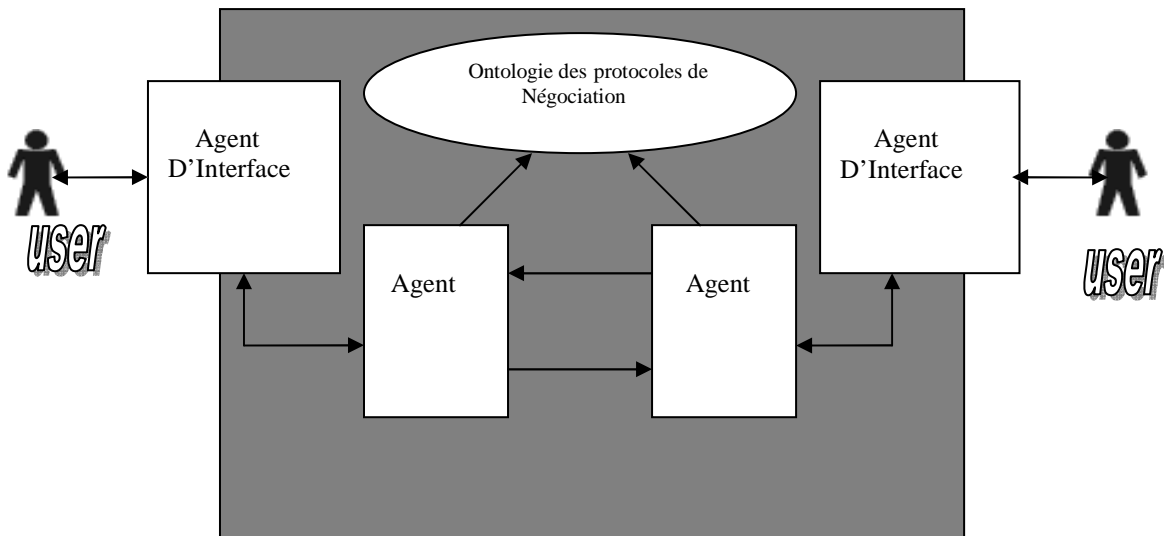 Ontologie des protocoles de
Négociation
Agent
D’Interface
Agent
D’Interface
user
user
Agent
Agent